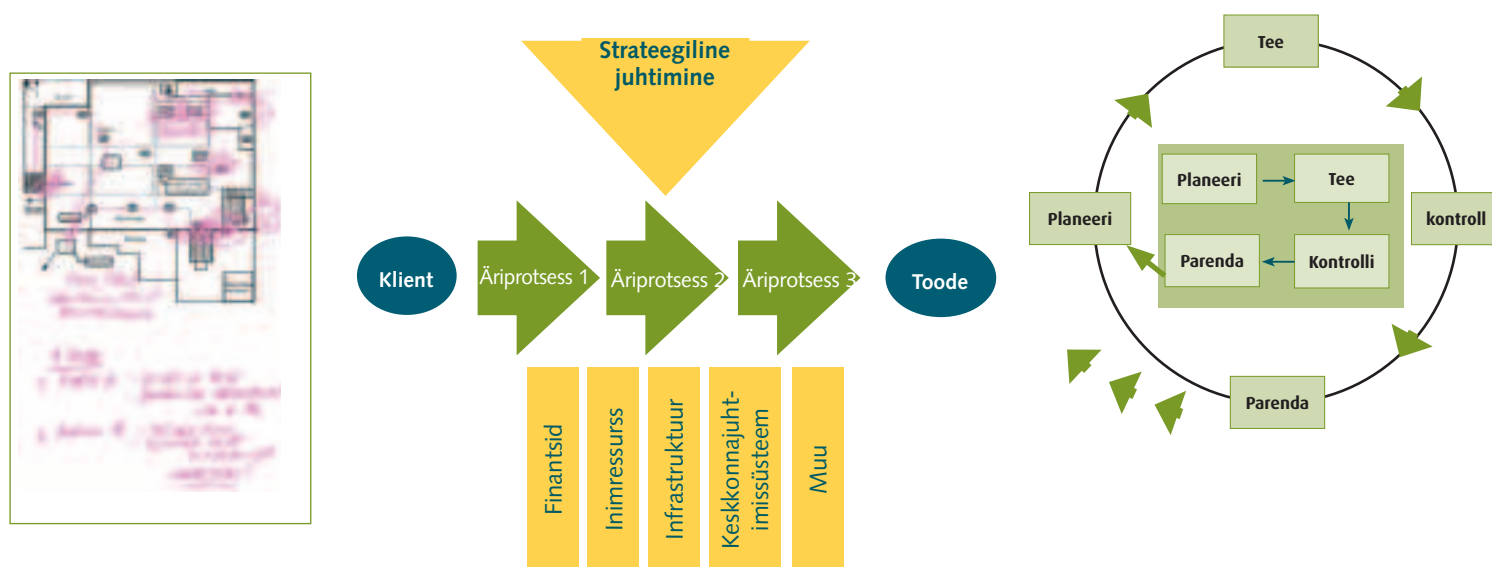 Strateegiline
juhtimine
Klient
Äriprotsess 1
Äriprotsess 2
Äriprotsess 3
Toode
Finantsid
Inimressurss
Infrastruktuur
Keskkonnajuht-
imissüsteem
Muu
Tee
Planeeri
kontroll
Parenda
Planeeri
Tee
Parenda
Kontrolli